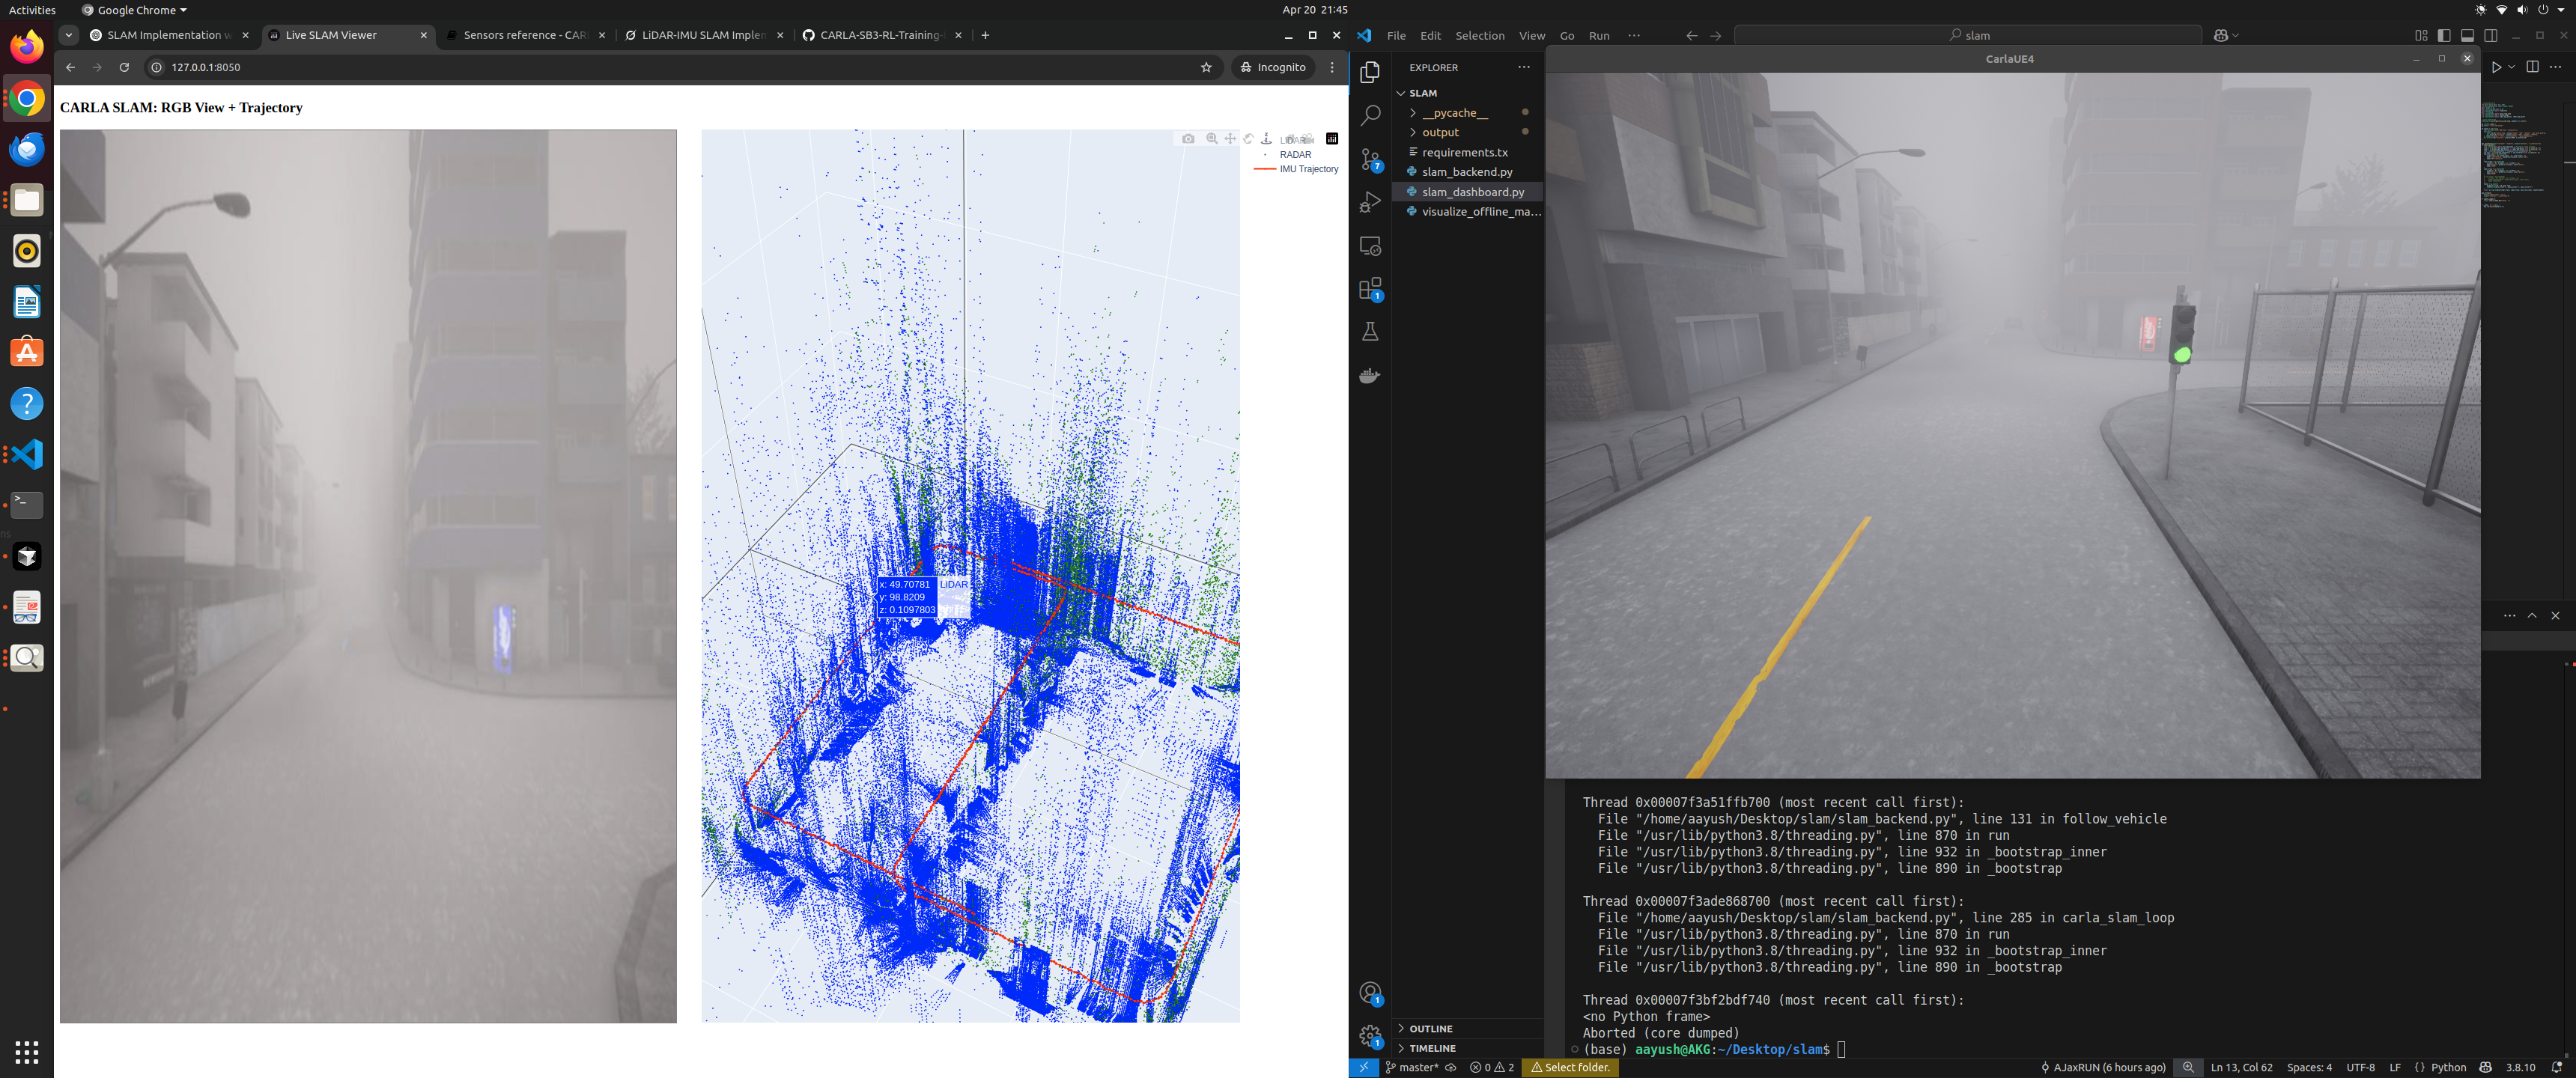 Activities
Google Chrome
Apr 20 21:45
SLAM Implementation w
Live SLAM Viewer
Sensors reference - CAR
LiDAR-IMU SLAM Implem
CARLA-SB3-RL-Training-
127.0.0.1:8050
Incognito
CARLA SLAM: RGB View + Trajectory
LiDAR
RADAR
IMU Trajectory
x: 49.70781
y: 98.8209
z: 0.1097803
LiDAR
File Edit Selection View Go Run
slam
EXPLORER
SLAM
__pycache__
output
requirements.tx
slam_backend.py
slam_dashboard.py
visualize_offline_ma...
OUTLINE
TIMELINE
7
1
1
1
CarlaUE4
Thread 0x00007f3a51ffb700 (most recent call first):
File "/home/aayush/Desktop/slam/slam_backend.py", line 131 in follow_vehicle
File "/usr/lib/python3.8/threading.py", line 870 in run
File "/usr/lib/python3.8/threading.py", line 932 in _bootstrap_inner
File "/usr/lib/python3.8/threading.py", line 890 in _bootstrap
Thread 0x00007f3ade868700 (most recent call first):
File "/home/aayush/Desktop/slam/slam_backend.py", line 285 in carla_slam_loop
File "/usr/lib/python3.8/threading.py", line 870 in run
File "/usr/lib/python3.8/threading.py", line 932 in _bootstrap_inner
File "/usr/lib/python3.8/threading.py", line 890 in _bootstrap
Thread 0x00007f3bf2bdf740 (most recent call first):
<no Python frame>
Aborted (core dumped)
(base) aayush@AKG:~/Desktop/slam$
master*
0
2
Select folder.
AJaxRUN (6 hours ago)
Ln 13, Col 62
Spaces: 4
UTF-8
LF
{} Python
3.8.10